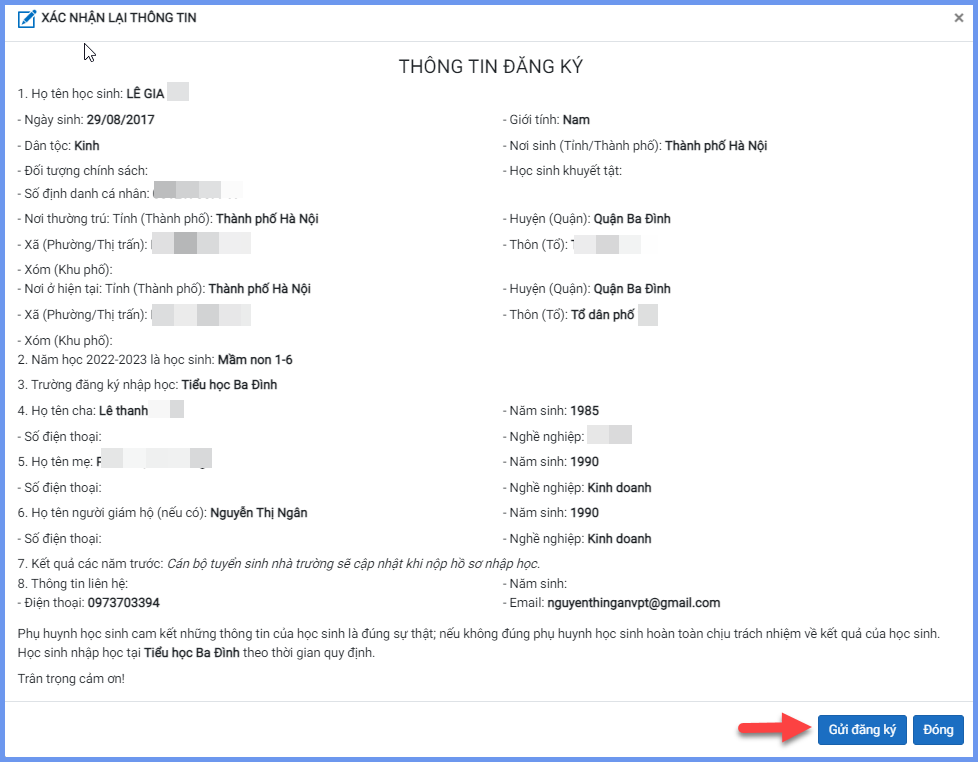 XÁC NHẬN LẠI THÔNG TIN ×
THÔNG TIN ĐĂNG KÝ
1. Họ tên học sinh: LÊ GIA
- Ngày sinh: 29/08/2017 - Giới tính: Nam
- Dân tộc: Kinh - Nơi sinh (Tỉnh/Thành phố): Thành phố Hà Nội
- Đối tượng chính sách: - Học sinh khuyết tật:
- Số định danh cá nhân:
- Nơi thường trú: Tỉnh (Thành phố): Thành phố Hà Nội - Huyện (Quận): Quận Ba Đình
- Xã (Phường/Thị trấn): - Thôn (Tổ):
- Xóm (Khu phố):
- Nơi ở hiện tại: Tỉnh (Thành phố): Thành phố Hà Nội - Huyện (Quận): Quận Ba Đình
- Xã (Phường/Thị trấn): - Thôn (Tổ): Tổ dân phố
- Xóm (Khu phố):
2. Năm học 2022-2023 là học sinh: Mầm non 1-6
3. Trường đăng ký nhập học: Tiểu học Ba Đình
4. Họ tên cha: Lê thanh - Năm sinh: 1985
- Số điện thoại: - Nghề nghiệp:
5. Họ tên mẹ: - Năm sinh: 1990
- Số điện thoại: - Nghề nghiệp: Kinh doanh
6. Họ tên người giám hộ (nếu có): Nguyễn Thị Ngân - Năm sinh: 1990
- Số điện thoại: - Nghề nghiệp: Kinh doanh
7. Kết quả các năm trước: Cán bộ tuyển sinh nhà trường sẽ cập nhật khi nộp hồ sơ nhập học.
8. Thông tin liên hệ: - Năm sinh:
- Điện thoại: 0973703394 - Email: nguyenthinganvpt@gmail.com
Phụ huynh học sinh cam kết những thông tin của học sinh là đúng sự thật; nếu không đúng phụ huynh học sinh hoàn toàn chịu trách nhiệm về kết quả của học sinh.
Học sinh nhập học tại Tiểu học Ba Đình theo thời gian quy định.
Trân trọng cảm ơn!
Gửi đăng ký Đóng